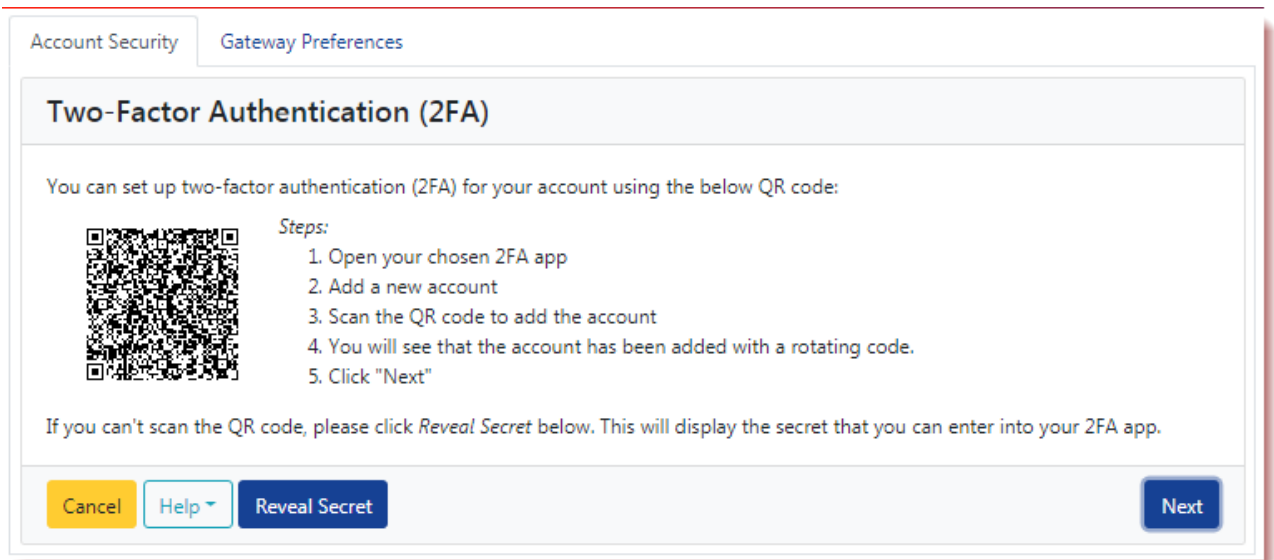 Account Security
Gateway Preferences
Two-Factor Authentication (2FA)
You can set up two-factor authentication (2FA) for your account using the below QR code:
Steps:
1. Open your chosen 2FA app
2. Add a new account
3. Scan the QR code to add the account
4. You will see that the account has been added with a rotating code.
5. Click "Next"
If you can't scan the QR code, please click Reveal Secret below. This will display the secret that you can enter into your 2FA app.
Cancel
Help
Reveal Secret
Next